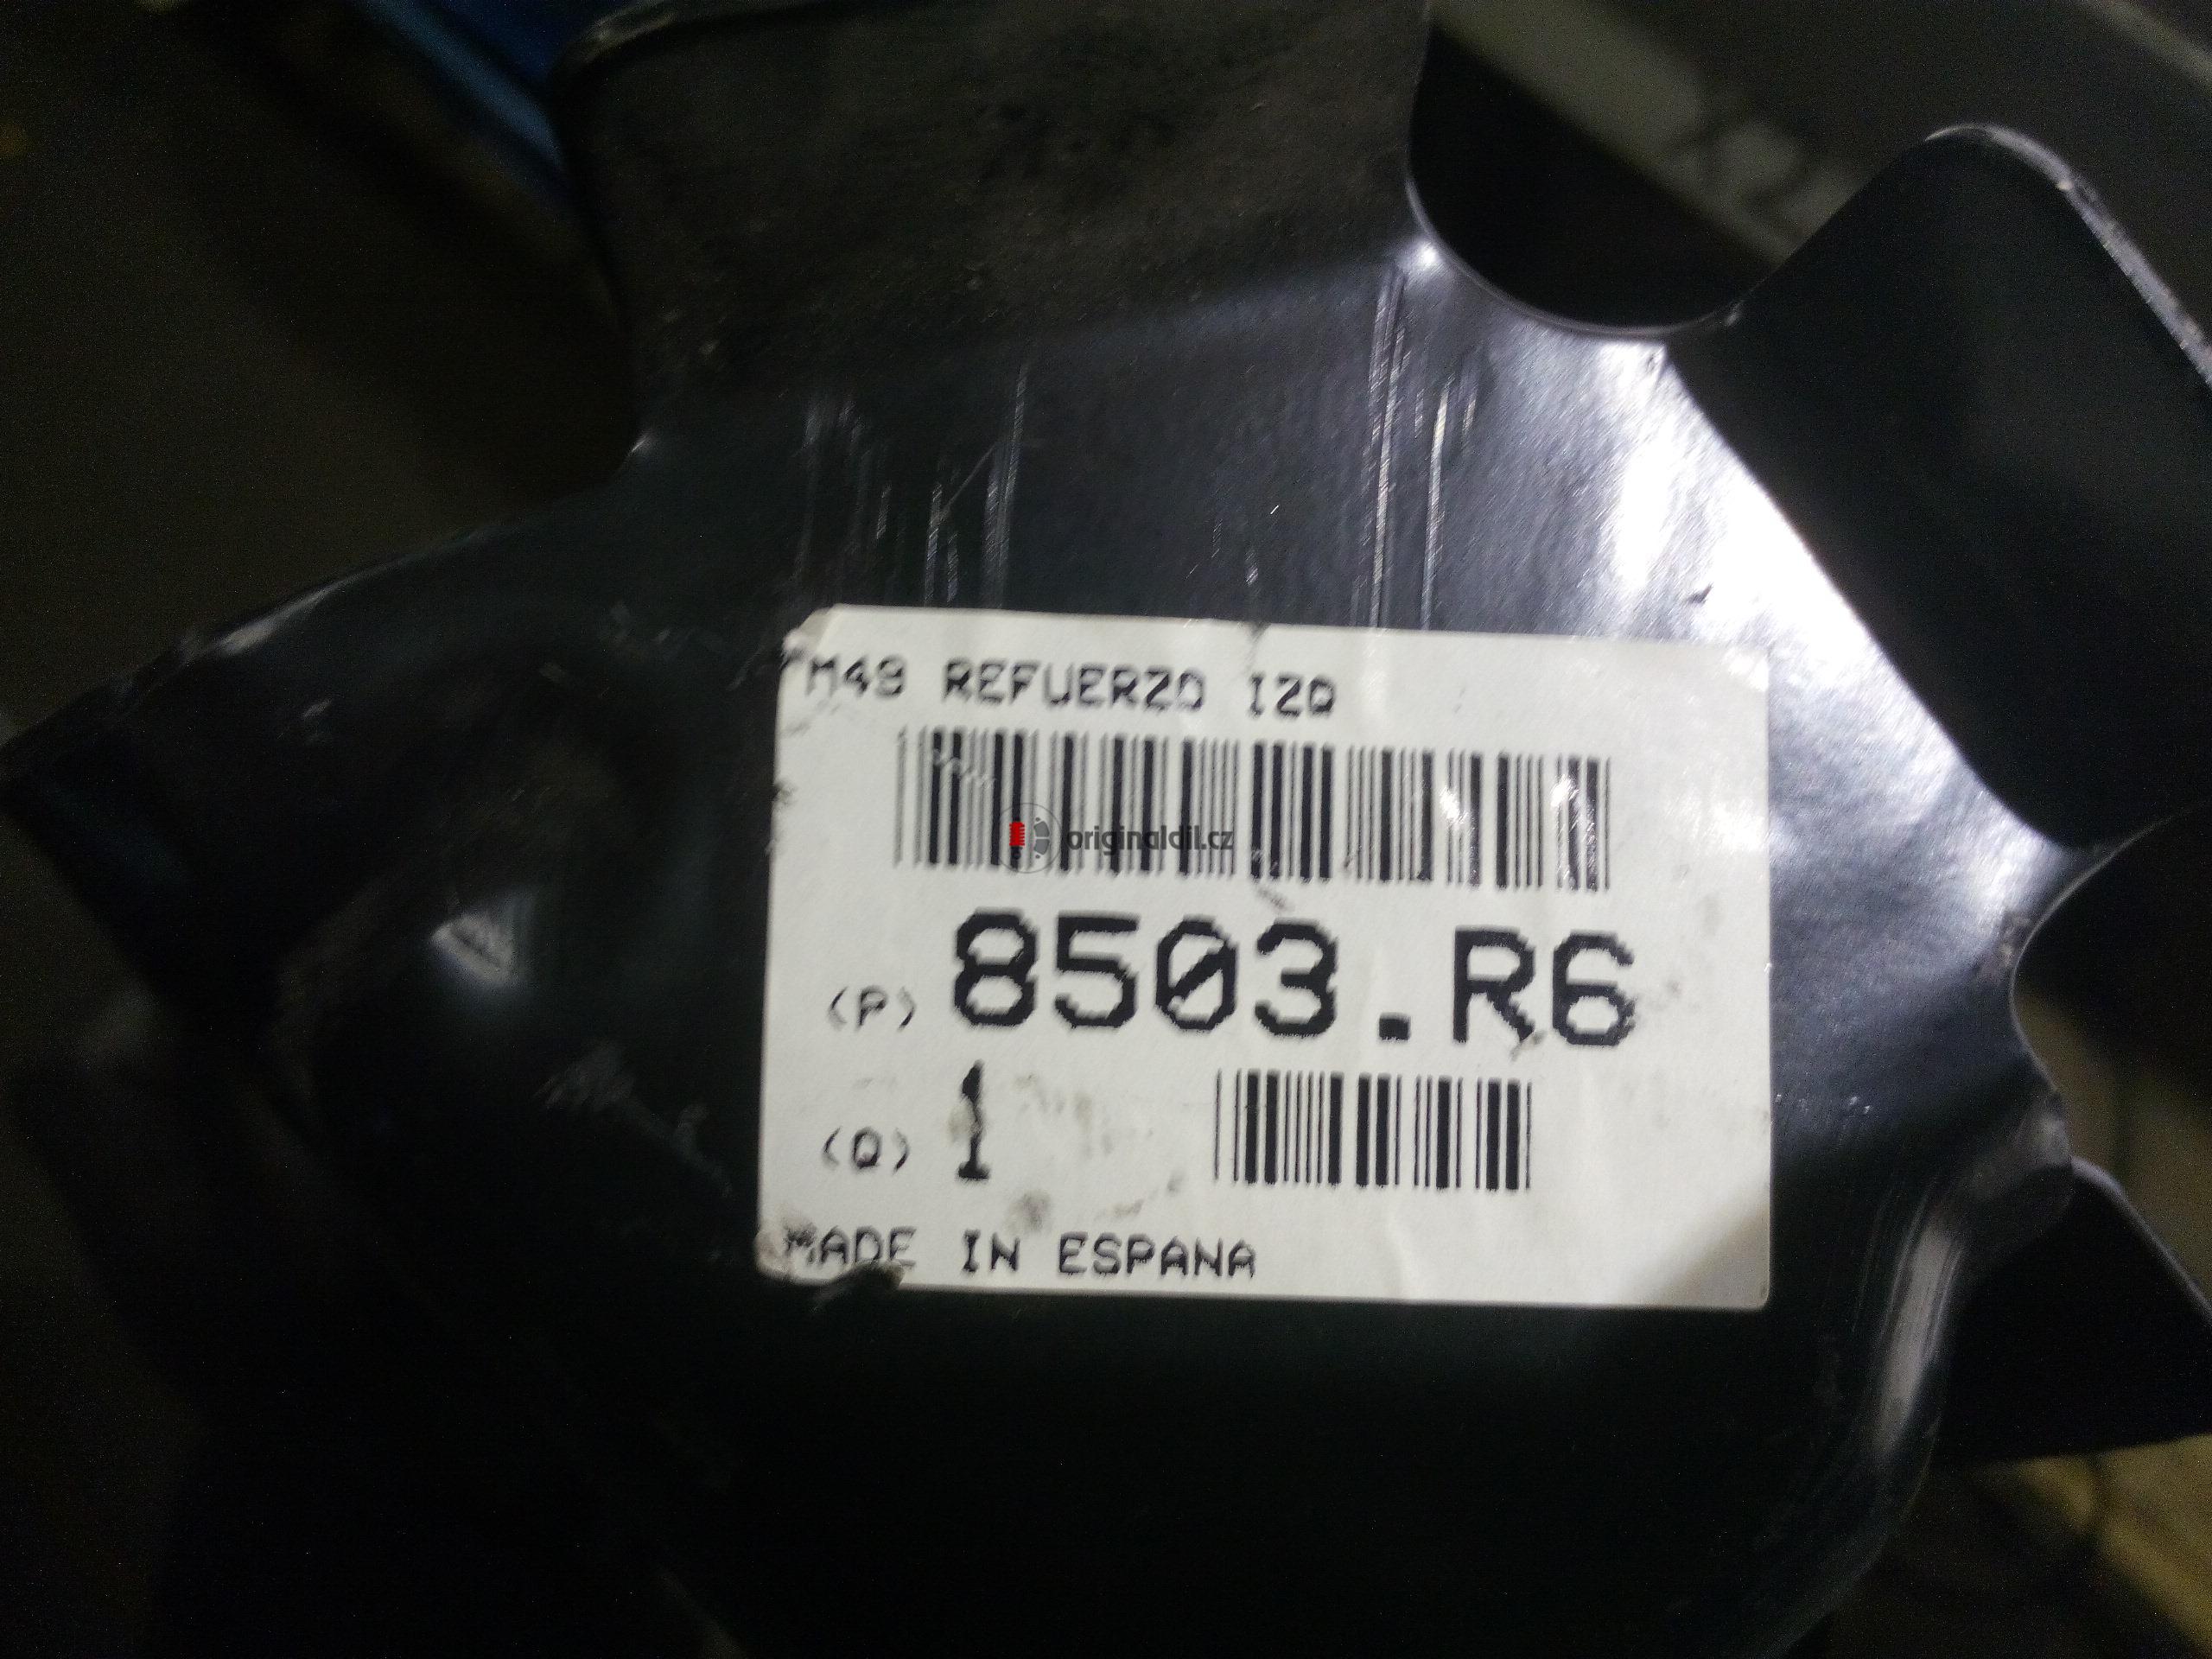 M49 REFUERZO IZQ
originaldil.cz
(P) 8503.R6
(Q) 1
MADE IN ESPANA